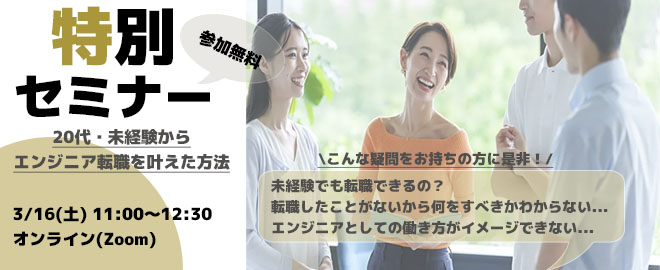 特別
セミナー
参加無料
20代・未経験から
エンジニア転職を叶えた方法
3/16(土) 11:00〜12:30
オンライン(Zoom)
\こんな疑問をお持ちの方に是非！/
未経験でも転職できるの？
転職したことがないから何をすべきかわからない...
エンジニアとしての働き方がイメージできない...